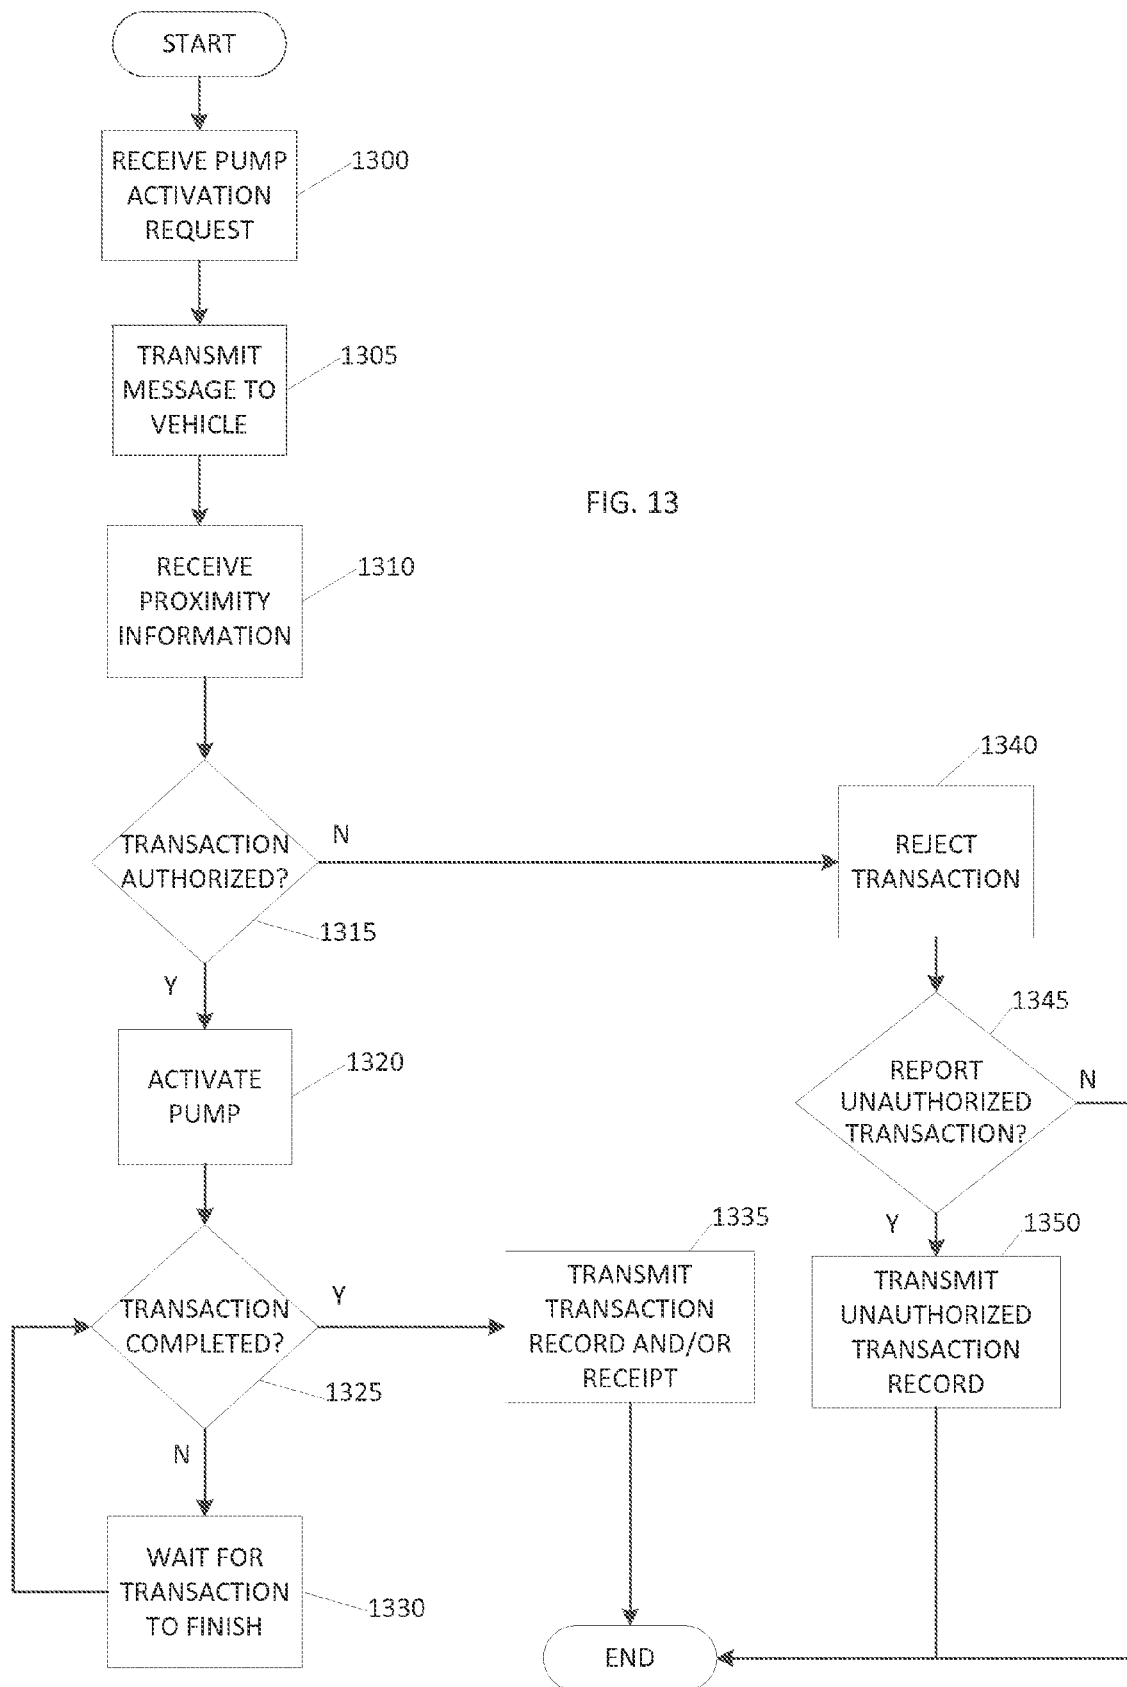 START
RECEIVE PUMP
ACTIVATION
REQUEST
1300
TRANSMIT
MESSAGE TO
VEHICLE
1305
FIG. 13
RECEIVE
PROXIMITY
INFORMATION
1310
TRANSACTION
AUTHORIZED?
1315
N
Y
REJECT
TRANSACTION
1340
ACTIVATE
PUMP
1320
REPORT
UNAUTHORIZED
TRANSACTION?
1345
N
Y
TRANSACTION
COMPLETED?
1325
Y
N
TRANSMIT
TRANSACTION
RECORD AND/OR
RECEIPT
1335
TRANSMIT
UNAUTHORIZED
TRANSACTION
RECORD
1350
WAIT FOR
TRANSACTION
TO FINISH
1330
END